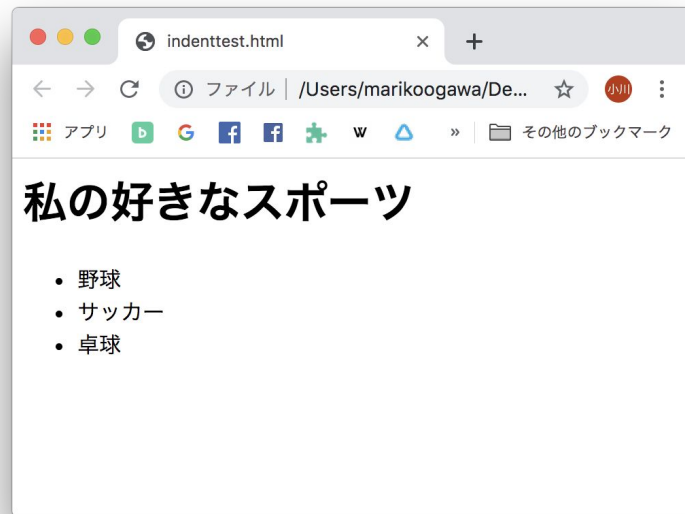 indenttest.html
ファイル | /Users/marikoogawa/De...
小川
アプリ
その他のブックマーク
私の好きなスポーツ
• 野球
• サッカー
• 卓球